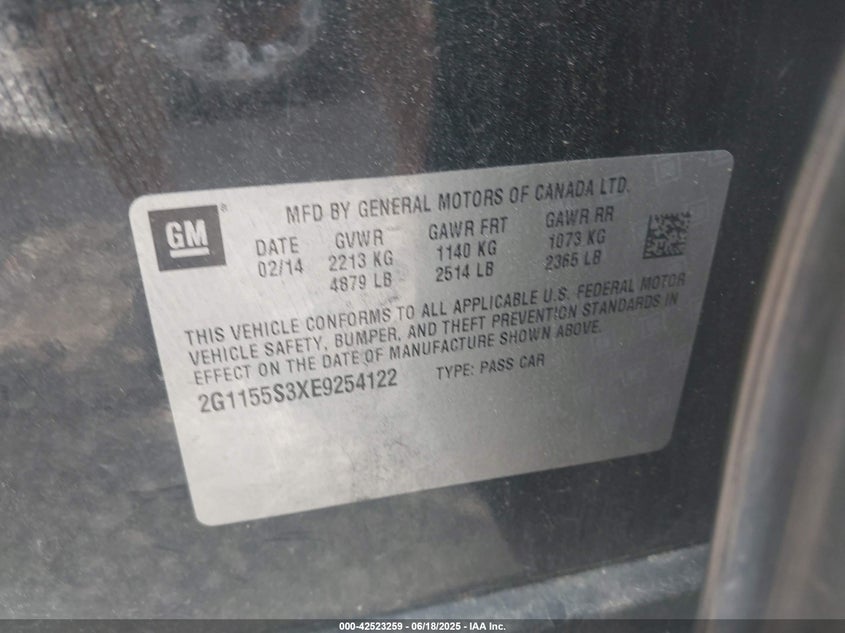 GM ®
MFD BY GENERAL MOTORS OF CANADA LTD.
DATE GVWR GAWR FRT GAWR RR
02/14 2213 KG 1140 KG 1073 KG
4879 LB 2514 LB 2365 LB
THIS VEHICLE CONFORMS TO ALL APPLICABLE U.S. FEDERAL MOTOR
VEHICLE SAFETY, BUMPER, AND THEFT PREVENTION STANDARDS IN
EFFECT ON THE DATE OF MANUFACTURE SHOWN ABOVE.
2G1155S3XE9254122 TYPE: PASS CAR
000-42523259 - 06/18/2025 - IAA Inc.